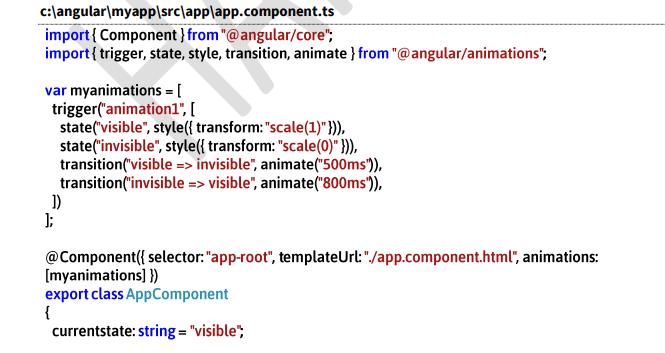 c:\angular\myapp\src\app\app.component.ts
import { Component } from "@angular/core";
import { trigger, state, style, transition, animate } from "@angular/animations";
var myanimations = [
trigger("animation1", [
state("visible", style({ transform: "scale(1)" })),
state("invisible", style({ transform: "scale(0)" })),
transition("visible => invisible", animate("500ms")),
transition("invisible => visible", animate("800ms")),
])
];
@Component({ selector: "app-root", templateUrl: "./app.component.html", animations:
[myanimations] })
export class AppComponent
{
currentstate: string = "visible";